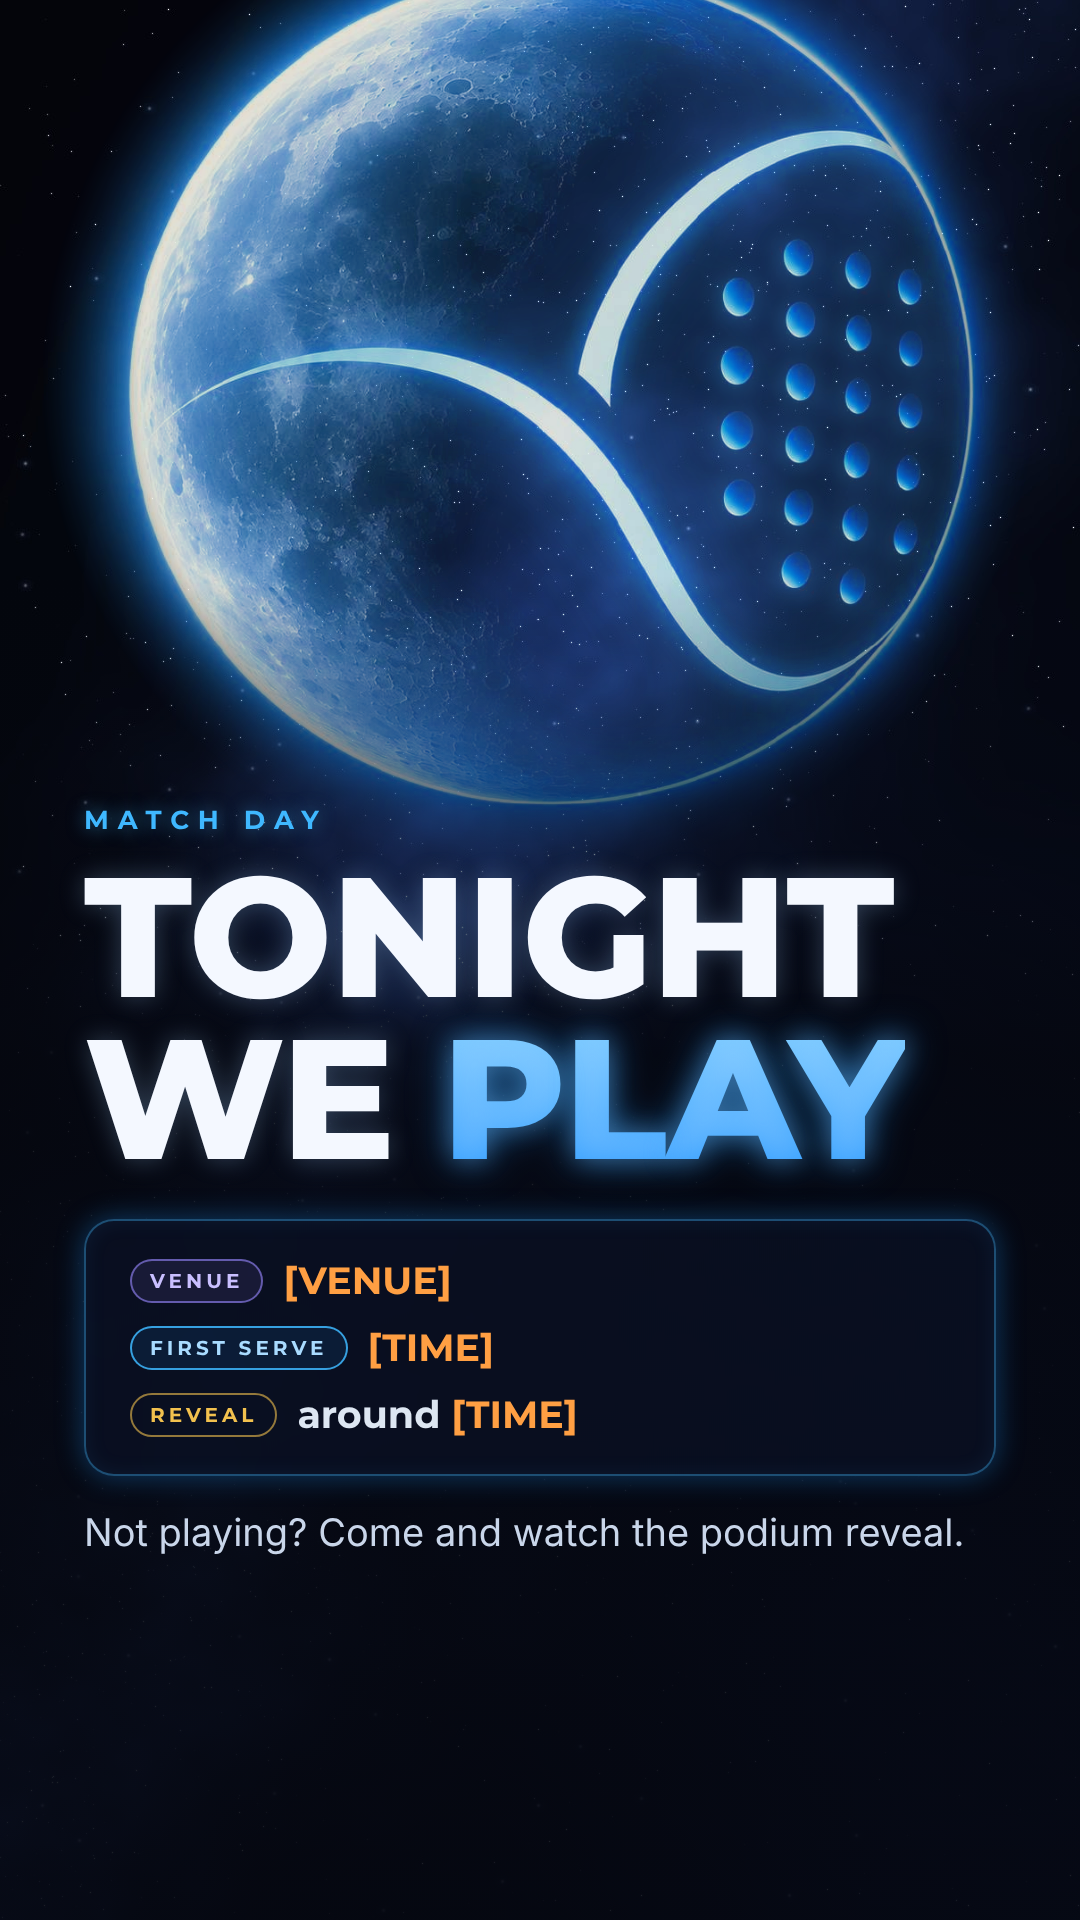 MATCH DAY
TONIGHT
WE PLAY
VENUE [VENUE]
FIRST SERVE [TIME]
REVEAL around [TIME]
Not playing? Come and watch the podium reveal.